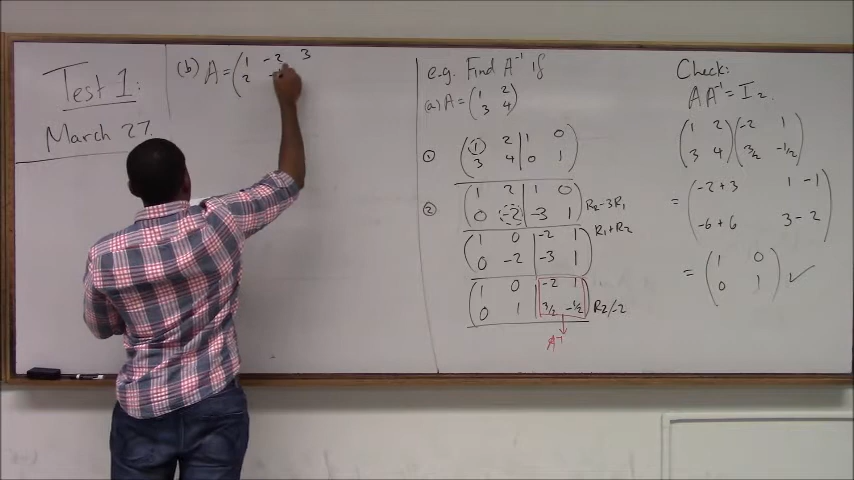 Test 1:
March 27.
(b) A = ( 1 -2 3
2
e.g. Find A⁻¹ if
(a) A = ( 1 2
3 4 )
① ( 1 2 | 1 0
3 4 | 0 1 )
② ( 1 2 | 1 0
0 -2 | -3 1 ) R₂-3R₁
( 1 0 | -2 1 R₁+R₂
0 -2 | -3 1 )
( 1 0 | -2 1
0 1 | 3/2 -1/2 ) R₂/-2
A⁻¹
Check:
AA⁻¹ = I₂.
( 1 2 ) ( -2 1
3 4 ) ( 3/2 -1/2 )
= ( -2+3 1-1
-6+6 3-2 )
= ( 1 0
0 1 ) ✓